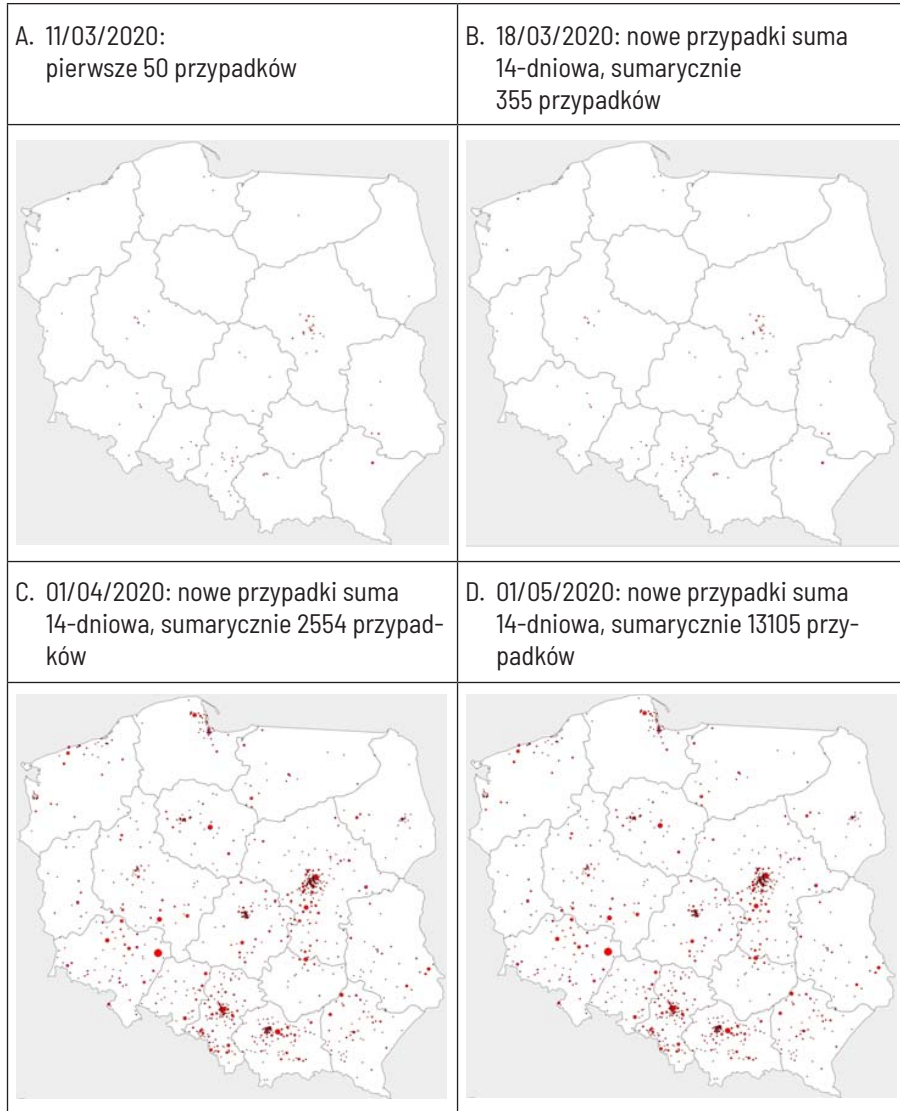 A. 11/03/2020:
pierwsze 50 przypadków
B. 18/03/2020: nowe przypadki suma
14-dniowa, sumarycznie
355 przypadków
C. 01/04/2020: nowe przypadki suma
14-dniowa, sumarycznie 2554 przypad-
ków
D. 01/05/2020: nowe przypadki suma
14-dniowa, sumarycznie 13105 przy-
padków